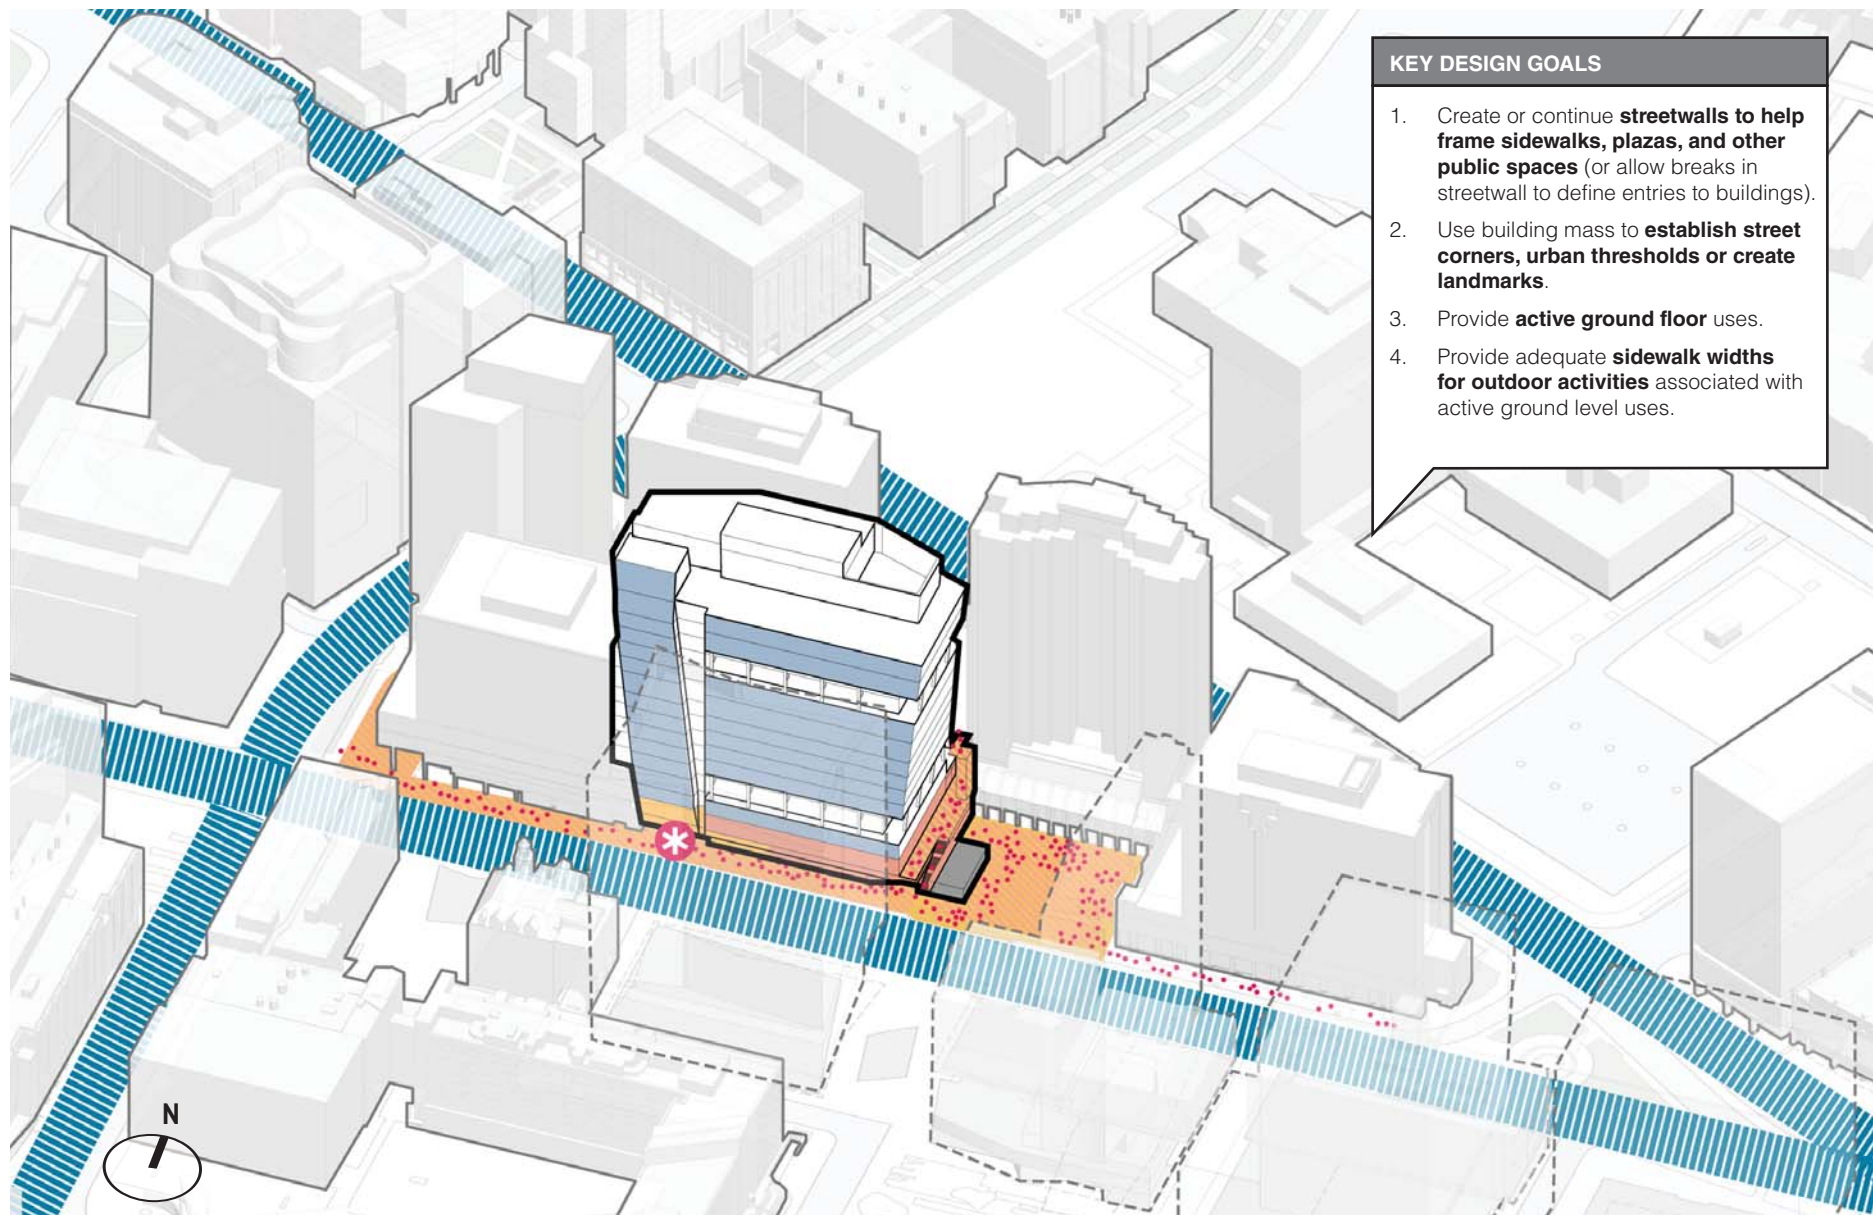 KEY DESIGN GOALS
1. Create or continue streetwalls to help
frame sidewalks, plazas, and other
public spaces (or allow breaks in
streetwall to define entries to buildings).
2. Use building mass to establish street
corners, urban thresholds or create
landmarks.
3. Provide active ground floor uses.
4. Provide adequate sidewalk widths
for outdoor activities associated with
active ground level uses.
N